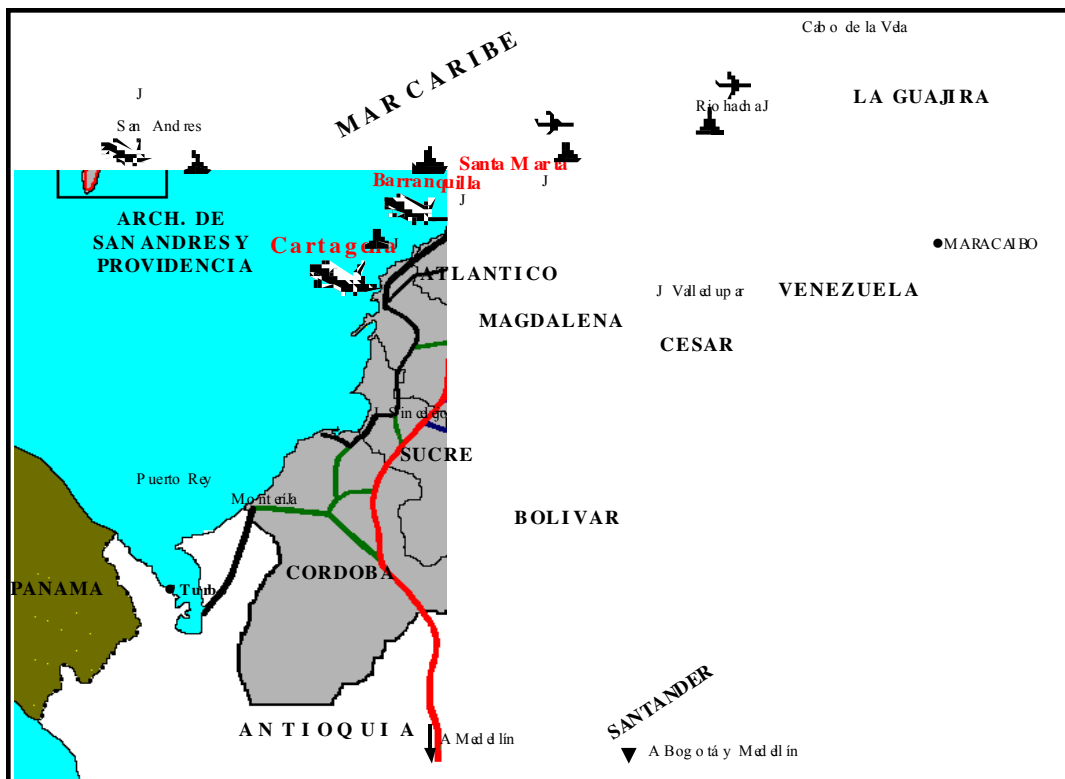 Cabo de la Vela
MAR CARIBE
LA GUAJIRA
J
Riohacha J
San Andres
Santa Marta
J
Barranquilla
J
ARCH. DE
SAN ANDRES Y
PROVIDENCIA
Cartagena
J
MARACAIBO
ATLANTICO
J Valledupar
VENEZUELA
MAGDALENA
CESAR
J Sincelejo
SUCRE
Puerto Rey
Montería
BOLIVAR
CORDOBA
PANAMA
Turb
SANTANDER
ANTIOQUIA
A Medellín
A Bogotá y Medellín